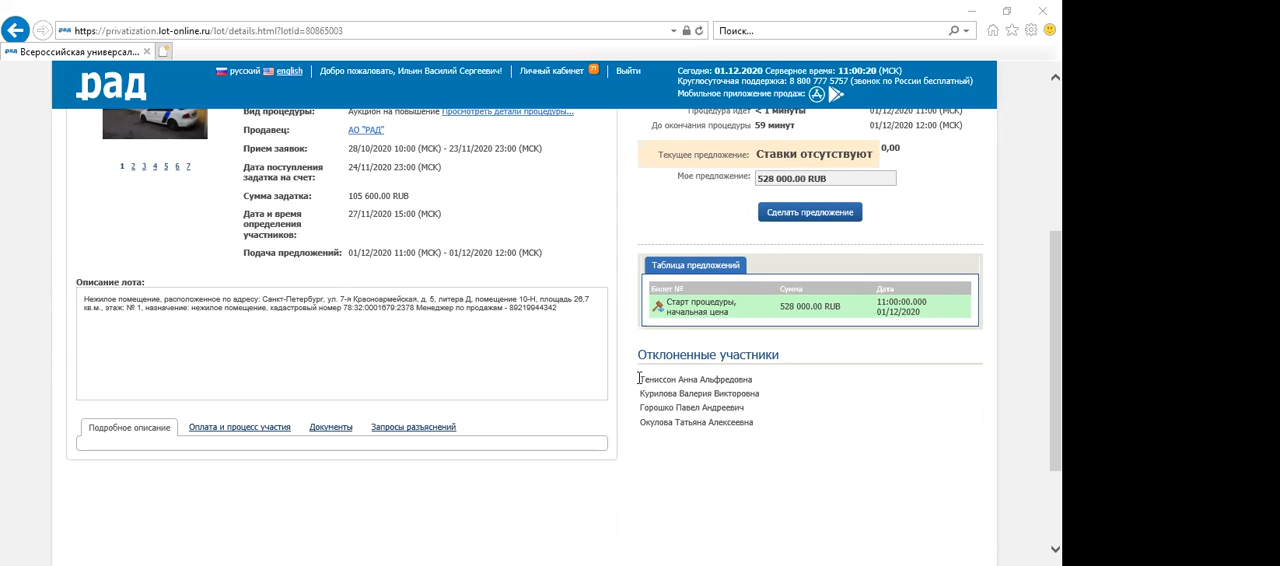 https://privatization.lot-online.ru/lot/details.html?lotId=80865003
Поиск...
рад Всероссийская универсал...
русский english Добро пожаловать, Ильин Василий Сергеевич! Личный кабинет Выйти
Сегодня: 01.12.2020 Серверное время: 11:00:20 (МСК)
Круглосуточная поддержка: 8 800 777 5757 (звонок по России бесплатный)
Мобильное приложение продаж:
рад
Вид процедуры: Аукцион на повышение Просмотреть детали процедуры...
Продавец: АО "РАД"
Прием заявок: 28/10/2020 10:00 (МСК) - 23/11/2020 23:00 (МСК)
Дата поступления
задатка на счет:
24/11/2020 23:00 (МСК)
Сумма задатка: 105 600.00 RUB
Дата и время
определения
участников:
27/11/2020 15:00 (МСК)
Подача предложений: 01/12/2020 11:00 (МСК) - 01/12/2020 12:00 (МСК)
1 2 3 4 5 6 7
Описание лота:
Нежилое помещение, расположенное по адресу: Санкт-Петербург, ул. 7-я Красноармейская, д. 5, литера Д, помещение 10-Н, площадь 26,7
кв.м., этаж: № 1, назначение: нежилое помещение, кадастровый номер 78:32:0001679:2378 Менеджер по продажам - 89219944342
Подробное описание Оплата и процесс участия Документы Запросы разъяснений
Процедура идет < 1 минуты 01/12/2020 11:00 (МСК)
До окончания процедуры 59 минут 01/12/2020 12:00 (МСК)
Текущее предложение: Ставки отсутствуют 0,00
Мое предложение: 528 000.00 RUB
Сделать предложение
Таблица предложений
Билет № Сумма Дата
Старт процедуры,
начальная цена
528 000.00 RUB
11:00:00.000
01/12/2020
Отклоненные участники
Тениссон Анна Альфредовна
Курилова Валерия Викторовна
Горошко Павел Андреевич
Окулова Татьяна Алексеевна